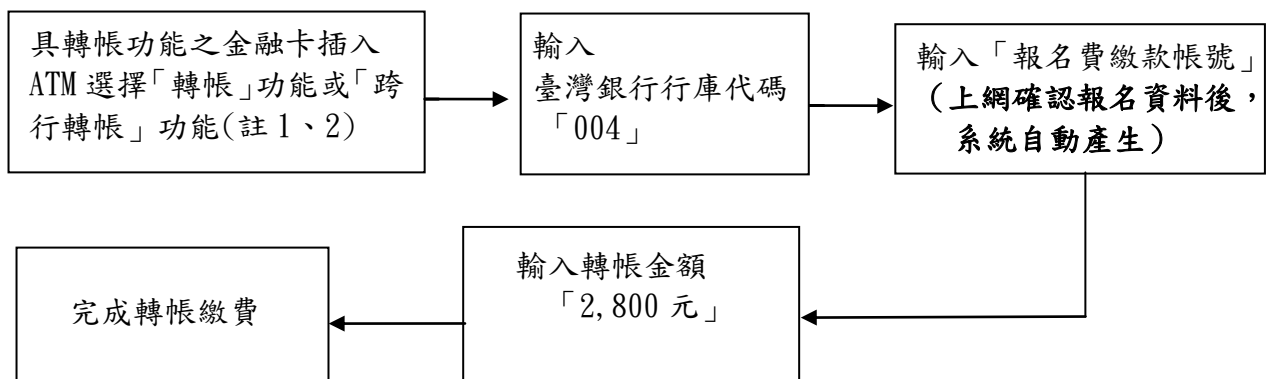 具轉帳功能之金融卡插入
ATM 選擇「轉帳」功能或「跨
行轉帳」功能(註 1、2)
輸入
臺灣銀行行庫代碼
「004」
輸入「報名費繳款帳號」
(上網確認報名資料後，
系統自動產生)
輸入轉帳金額
「2,800 元」
完成轉帳繳費